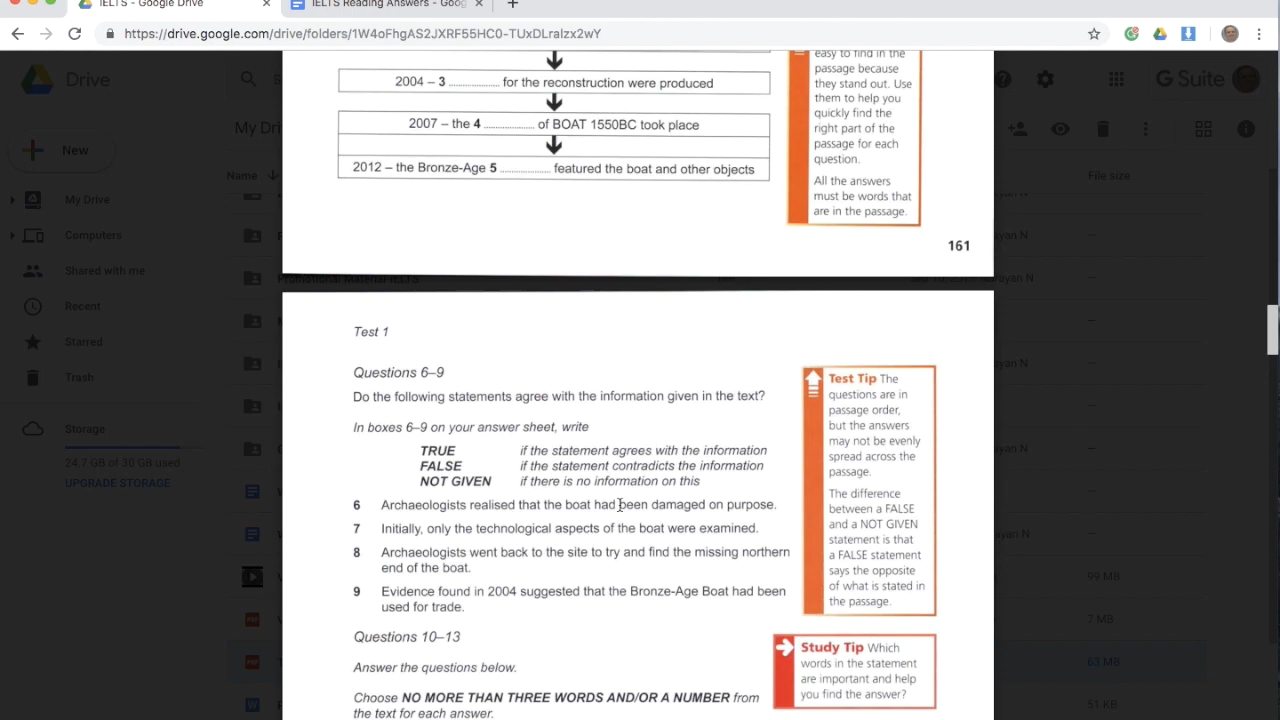 IELTS - Google Drive
IELTS Reading Answers - Goog
https://drive.google.com/drive/folders/1W4oFhgAS2JXRF55HC0-TUxDLraIzx2wY
Drive
G Suite
New
My Dri
Name
File size
My Drive
Computers
Shared with me
Recent
Starred
Trash
Storage
24.7 GB of 30 GB used
UPGRADE STORAGE
Promotional Material IELTS
ayan N
99 MB
7 MB
63 MB
51 KB
2004 – 3 ............... for the reconstruction were produced
2007 – the 4 ............... of BOAT 1550BC took place
2012 – the Bronze-Age 5 ............... featured the boat and other objects
easy to find in the
passage because
they stand out. Use
them to help you
quickly find the
right part of the
passage for each
question.
All the answers
must be words that
are in the passage.
161
Test 1
Questions 6–9
Do the following statements agree with the information given in the text?
In boxes 6–9 on your answer sheet, write
TRUE if the statement agrees with the information
FALSE if the statement contradicts the information
NOT GIVEN if there is no information on this
6 Archaeologists realised that the boat had been damaged on purpose.
7 Initially, only the technological aspects of the boat were examined.
8 Archaeologists went back to the site to try and find the missing northern
end of the boat.
9 Evidence found in 2004 suggested that the Bronze-Age Boat had been
used for trade.
Questions 10–13
Answer the questions below.
Choose NO MORE THAN THREE WORDS AND/OR A NUMBER from
the text for each answer.
Test Tip The
questions are in
passage order,
but the answers
may not be evenly
spread across the
passage.
The difference
between a FALSE
and a NOT GIVEN
statement is that
a FALSE statement
says the opposite
of what is stated in
the passage.
Study Tip Which
words in the statement
are important and help
you find the answer?